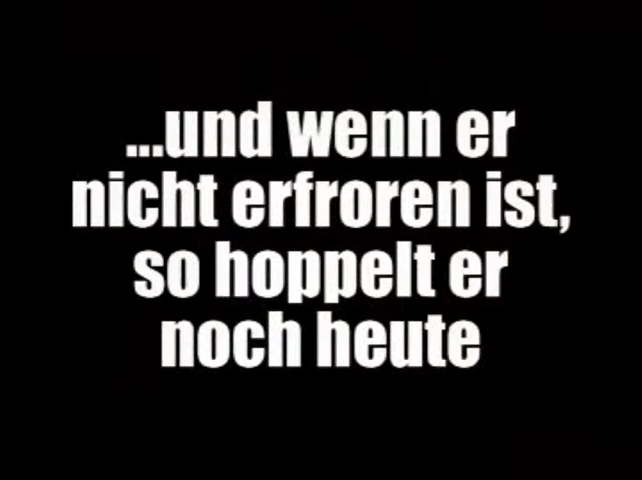 ...und wenn er
nicht erfroren ist,
so hoppelt er
noch heute